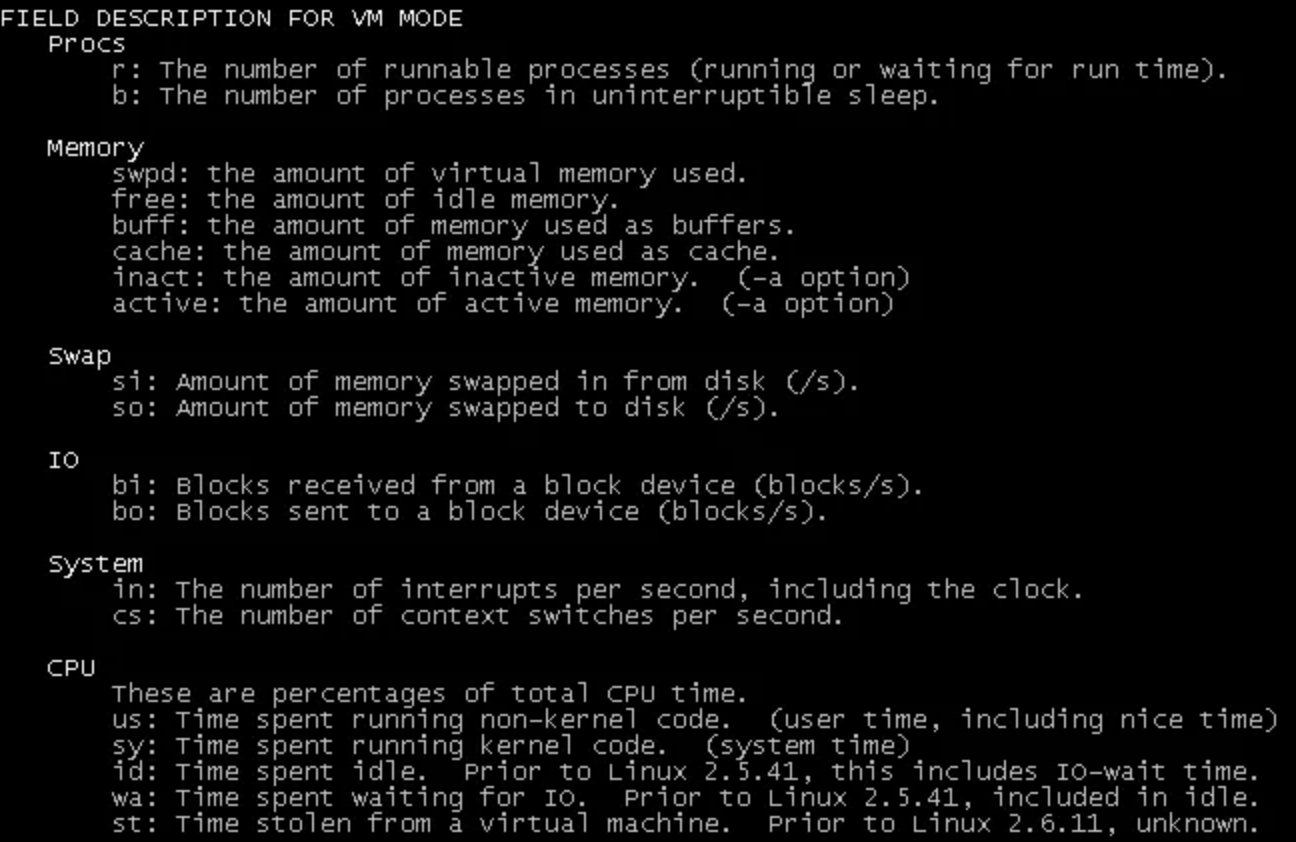 FIELD DESCRIPTION FOR VM MODE
Procs
r: The number of runnable processes (running or waiting for run time).
b: The number of processes in uninterruptible sleep.
Memory
swpd: the amount of virtual memory used.
free: the amount of idle memory.
buff: the amount of memory used as buffers.
cache: the amount of memory used as cache.
inact: the amount of inactive memory. (-a option)
active: the amount of active memory. (-a option)
Swap
si: Amount of memory swapped in from disk (/s).
so: Amount of memory swapped to disk (/s).
IO
bi: Blocks received from a block device (blocks/s).
bo: Blocks sent to a block device (blocks/s).
System
in: The number of interrupts per second, including the clock.
cs: The number of context switches per second.
CPU
These are percentages of total CPU time.
us: Time spent running non-kernel code. (user time, including nice time)
sy: Time spent running kernel code. (system time)
id: Time spent idle. Prior to Linux 2.5.41, this includes IO-wait time.
wa: Time spent waiting for IO. Prior to Linux 2.5.41, included in idle.
st: Time stolen from a virtual machine. Prior to Linux 2.6.11, unknown.